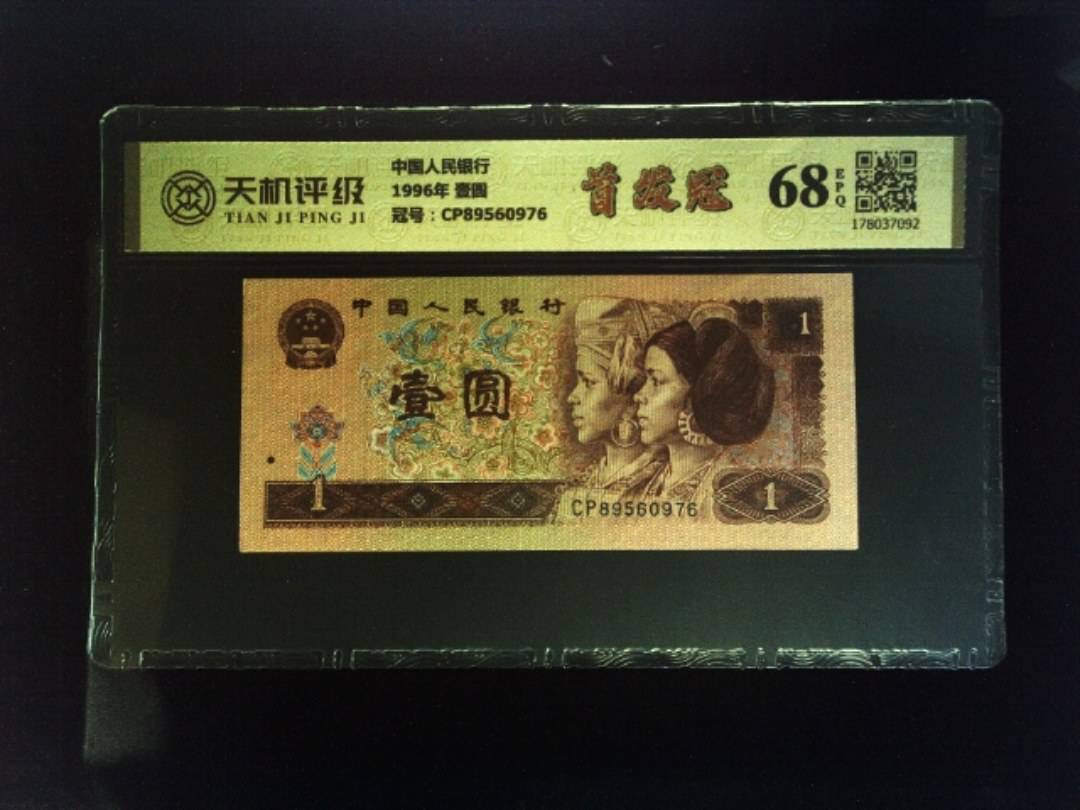 天机评级
TIAN JI PING JI
中国人民银行
1996年 壹圆
冠号：CP89560976
首发冠
68
EPQ
178037092
中国人民银行
壹圆
1
1
CP89560976
1